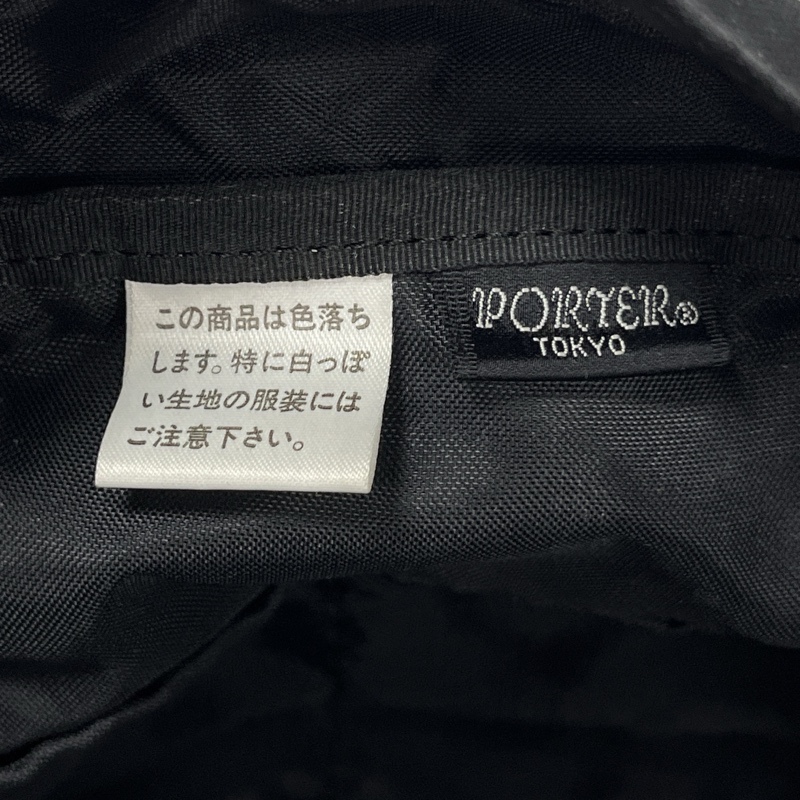 この商品は色落ち
します。特に白っぽ
い生地の服装には
ご注意下さい。
PORTER®
TOKYO